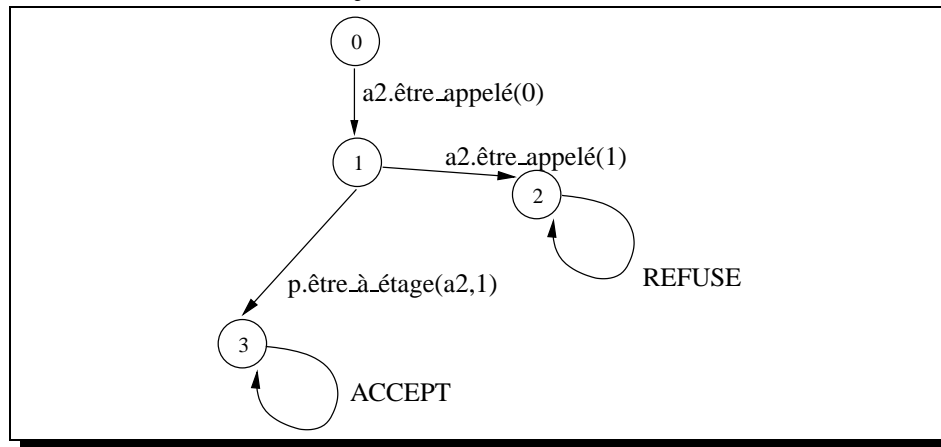 0
a2.être_appelé(0)
1
a2.être_appelé(1)
2
REFUSE
p.être_à_étage(a2,1)
3
ACCEPT